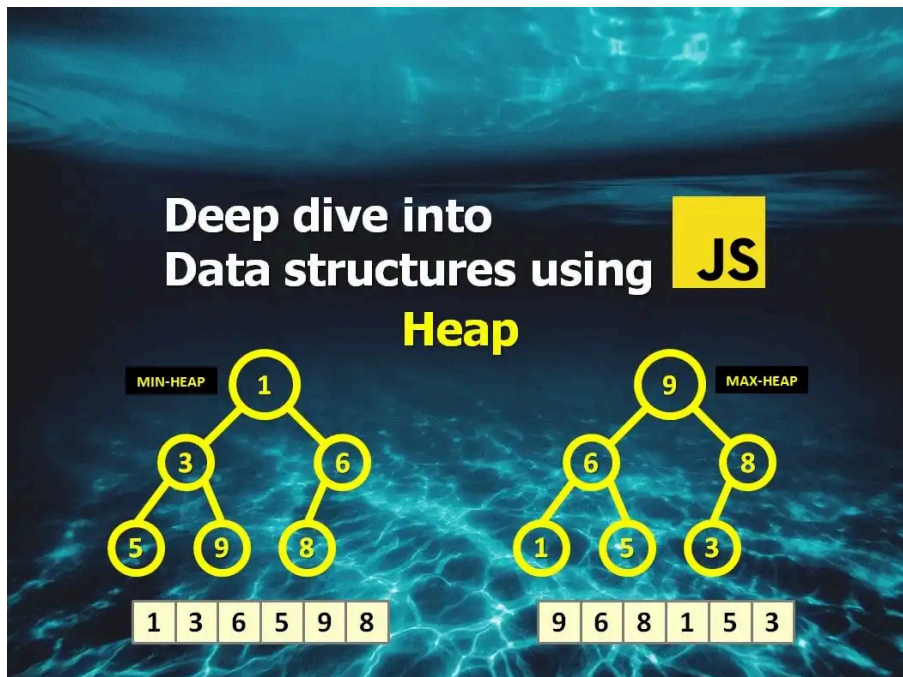 Deep dive into
Data structures using JS
Heap
MIN-HEAP 1
9 MAX-HEAP
3 6
6 8
5 9 8
1 5 3
1 3 6 5 9 8
9 6 8 1 5 3